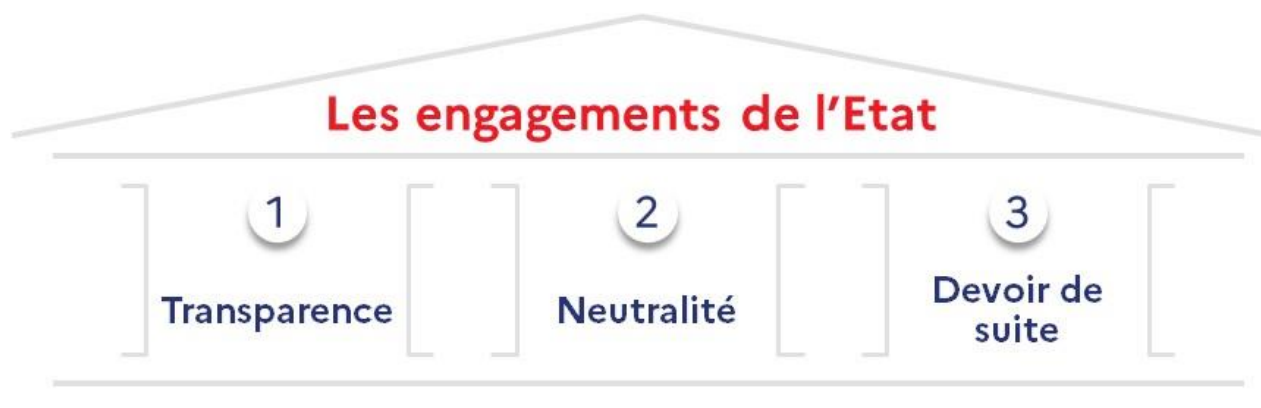 Les engagements de l'Etat
1
Transparence
2
Neutralité
3
Devoir de
suite